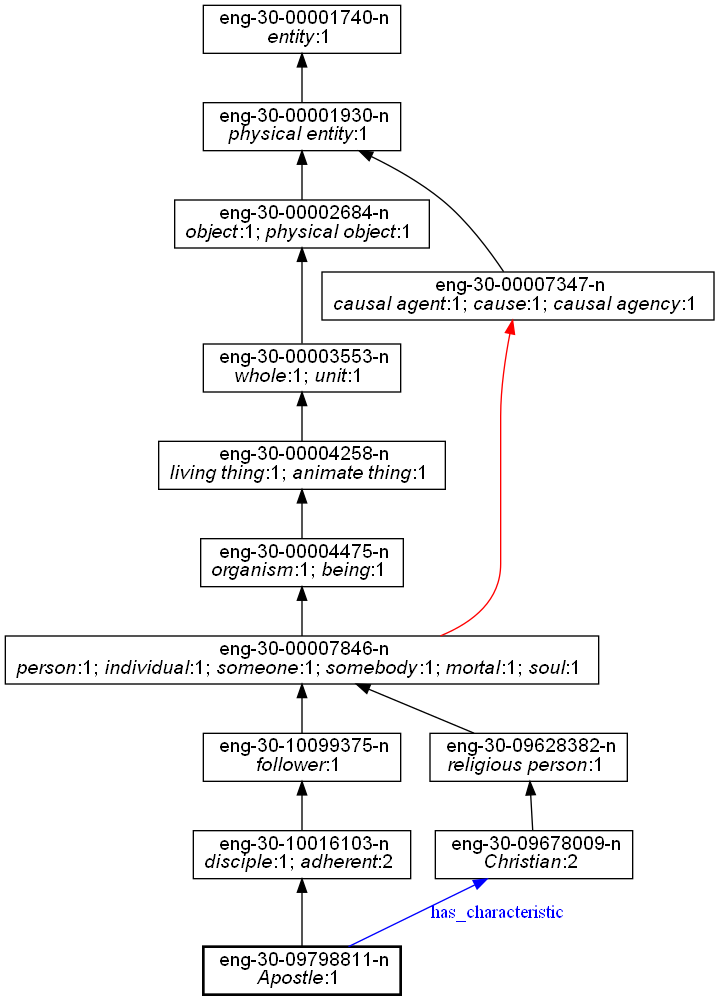 eng-30-00001740-n
entity:1
eng-30-00001930-n
physical entity:1
eng-30-00002684-n
object:1; physical object:1
eng-30-00007347-n
causal agent:1; cause:1; causal agency:1
eng-30-00003553-n
whole:1; unit:1
eng-30-00004258-n
living thing:1; animate thing:1
eng-30-00004475-n
organism:1; being:1
eng-30-00007846-n
person:1; individual:1; someone:1; somebody:1; mortal:1; soul:1
eng-30-10099375-n
follower:1
eng-30-09628382-n
religious person:1
eng-30-10016103-n
disciple:1; adherent:2
eng-30-09678009-n
Christian:2
has_characteristic
eng-30-09798811-n
Apostle:1